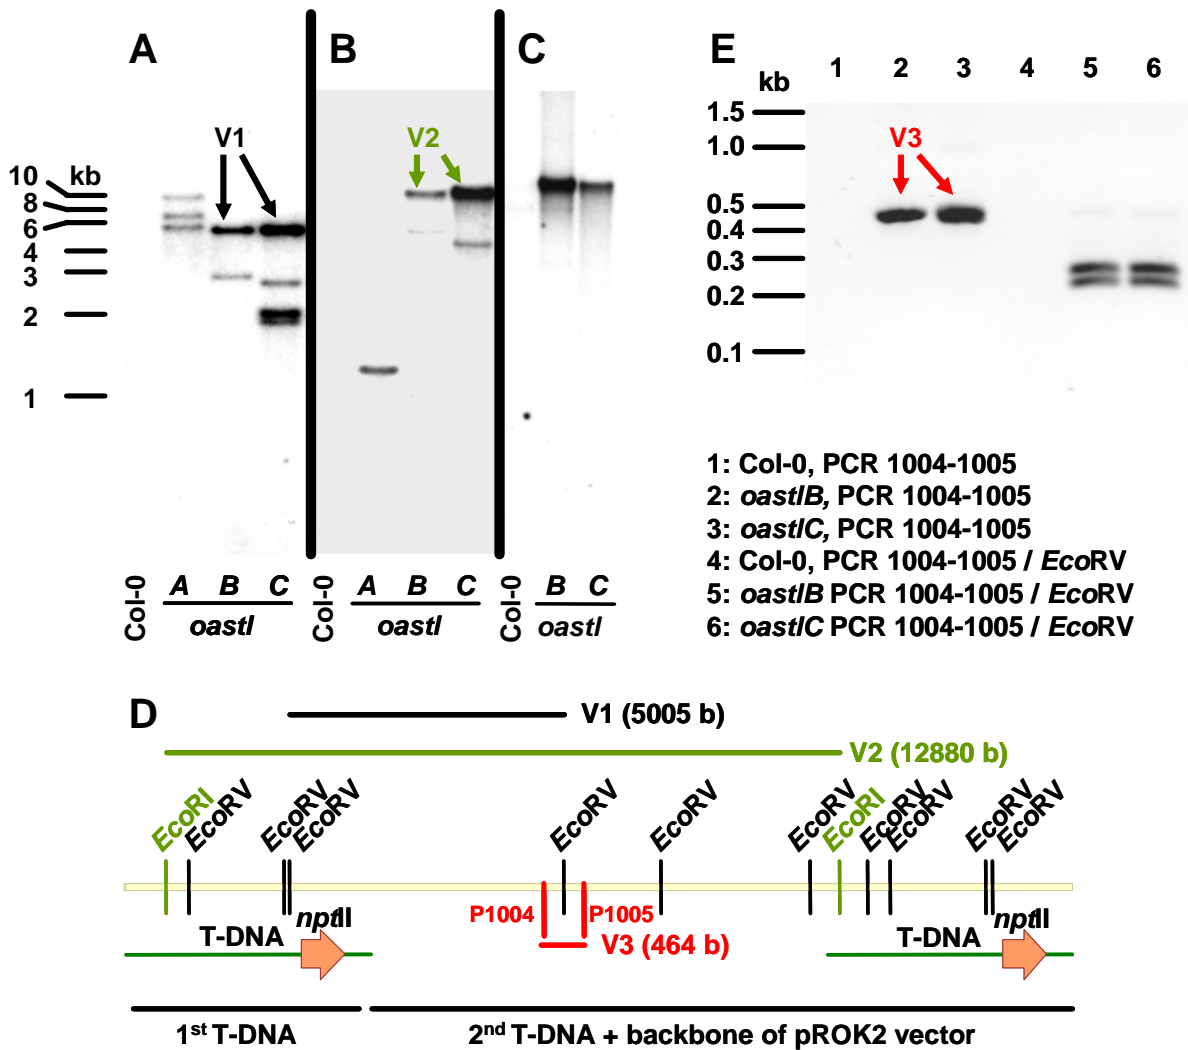 A
B
C
E
1 2 3 4 5 6
kb
1.5
1.0
0.5
0.4
0.3
0.2
0.1
V1
V2
V3
10 kb
8
6
4
3
2
1
Col-0
A B C
oastl
Col-0
A B C
oastl
Col-0
B C
oastl
1: Col-0, PCR 1004-1005
2: oastlB, PCR 1004-1005
3: oastlC, PCR 1004-1005
4: Col-0, PCR 1004-1005 / EcoRV
5: oastlB PCR 1004-1005 / EcoRV
6: oastlC PCR 1004-1005 / EcoRV
D
V1 (5005 b)
V2 (12880 b)
EcoRI
EcoRV
EcoRV
EcoRV
EcoRV
EcoRV
EcoRV
EcoRI
EcoRV
EcoRV
EcoRV
EcoRV
P1004
P1005
V3 (464 b)
T-DNA
nptII
T-DNA
nptII
1st T-DNA
2nd T-DNA + backbone of pROK2 vector